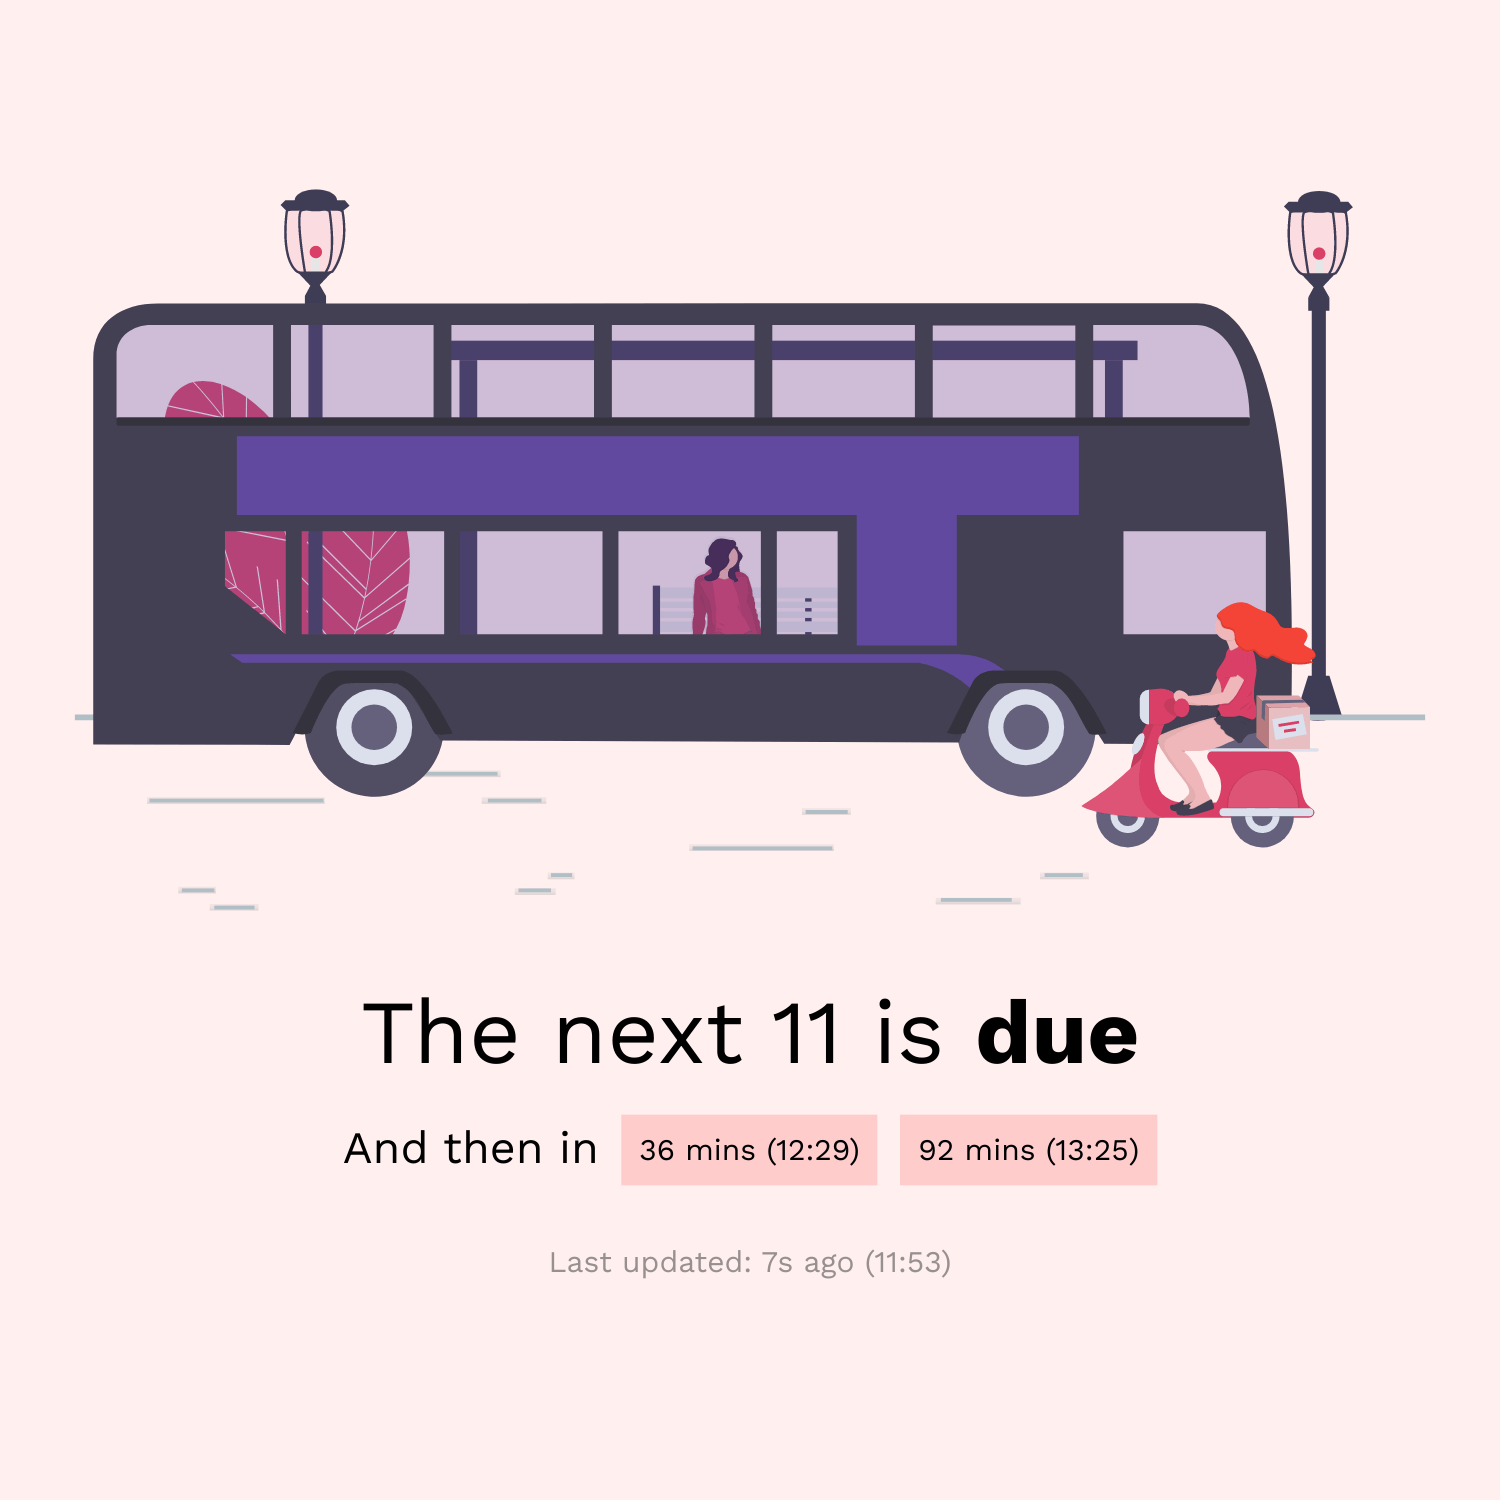 The next 11 is due
And then in 36 mins (12:29) 92 mins (13:25)
Last updated: 7s ago (11:53)